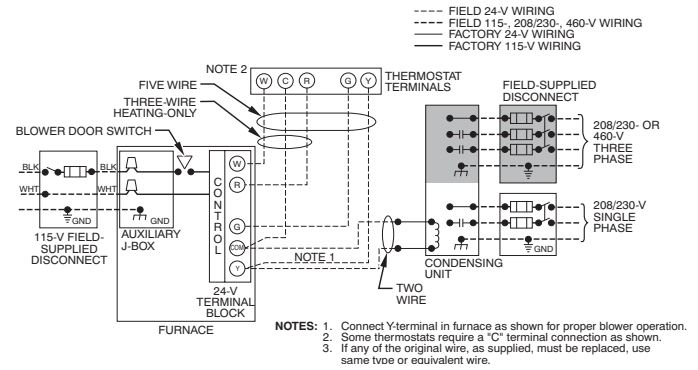 FIELD 24-V WIRING
FIELD 115-, 208/230-, 460-V WIRING
FACTORY 24-V WIRING
FACTORY 115-V WIRING
NOTE 2
W C R G Y
THERMOSTAT
TERMINALS
FIVE WIRE
THREE-WIRE
HEATING-ONLY
BLOWER DOOR SWITCH
FIELD-SUPPLIED
DISCONNECT
208/230- OR
460-V
THREE
PHASE
BLK
BLK
WHT
WHT
GND
GND
115-V FIELD-
SUPPLIED
DISCONNECT
AUXILIARY
J-BOX
CONTROL
W
R
G
COM
Y
NOTE 1
24-V
TERMINAL
BLOCK
FURNACE
TWO
WIRE
CONDENSING
UNIT
208/230-V
SINGLE
PHASE
GND
NOTES: 1. Connect Y-terminal in furnace as shown for proper blower operation.
2. Some thermostats require a "C" terminal connection as shown.
3. If any of the original wire, as supplied, must be replaced, use
same type or equivalent wire.